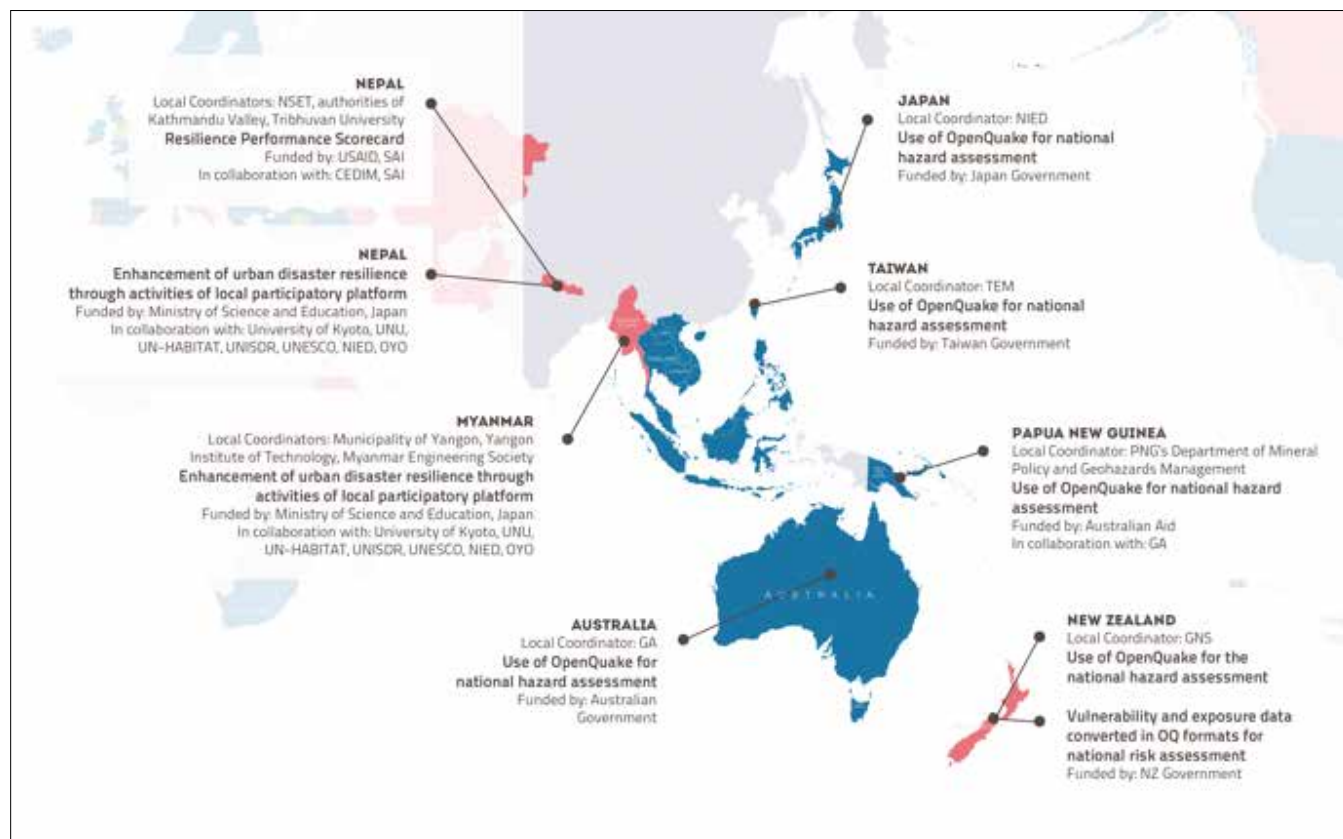 NEPAL
Local Coordinators: NSET, authorities of
Kathmandu Valley, Tribhuvan University
Resilience Performance Scorecard
Funded by: USAID, SAI
In collaboration with: CEDIM, SAI
NEPAL
Enhancement of urban disaster resilience
through activities of local participatory platform
Funded by: Ministry of Science and Education, Japan
In collaboration with: University of Kyoto, UNU,
UN-HABITAT, UNISDR, UNESCO, NIED, OYO
MYANMAR
Local Coordinators: Municipality of Yangon, Yangon
Institute of Technology, Myanmar Engineering Society
Enhancement of urban disaster resilience through
activities of local participatory platform
Funded by: Ministry of Science and Education, Japan
In collaboration with: University of Kyoto, UNU,
UN-HABITAT, UNISDR, UNESCO, NIED, OYO
AUSTRALIA
Local Coordinator: GA
Use of OpenQuake for
national hazard assessment
Funded by: Australian
Government
JAPAN
Local Coordinator: NIED
Use of OpenQuake for national
hazard assessment
Funded by: Japan Government
TAIWAN
Local Coordinator: TEM
Use of OpenQuake for national
hazard assessment
Funded by: Taiwan Government
PAPUA NEW GUINEA
Local Coordinator: PNG's Department of Mineral
Policy and Geohazards Management
Use of OpenQuake for national hazard
assessment
Funded by: Australian Aid
In collaboration with: GA
AUSTRALIA
NEW ZEALAND
Local Coordinator: GNS
Use of OpenQuake for the
national hazard assessment
Vulnerability and exposure data
converted in OQ formats for
national risk assessment
Funded by: NZ Government